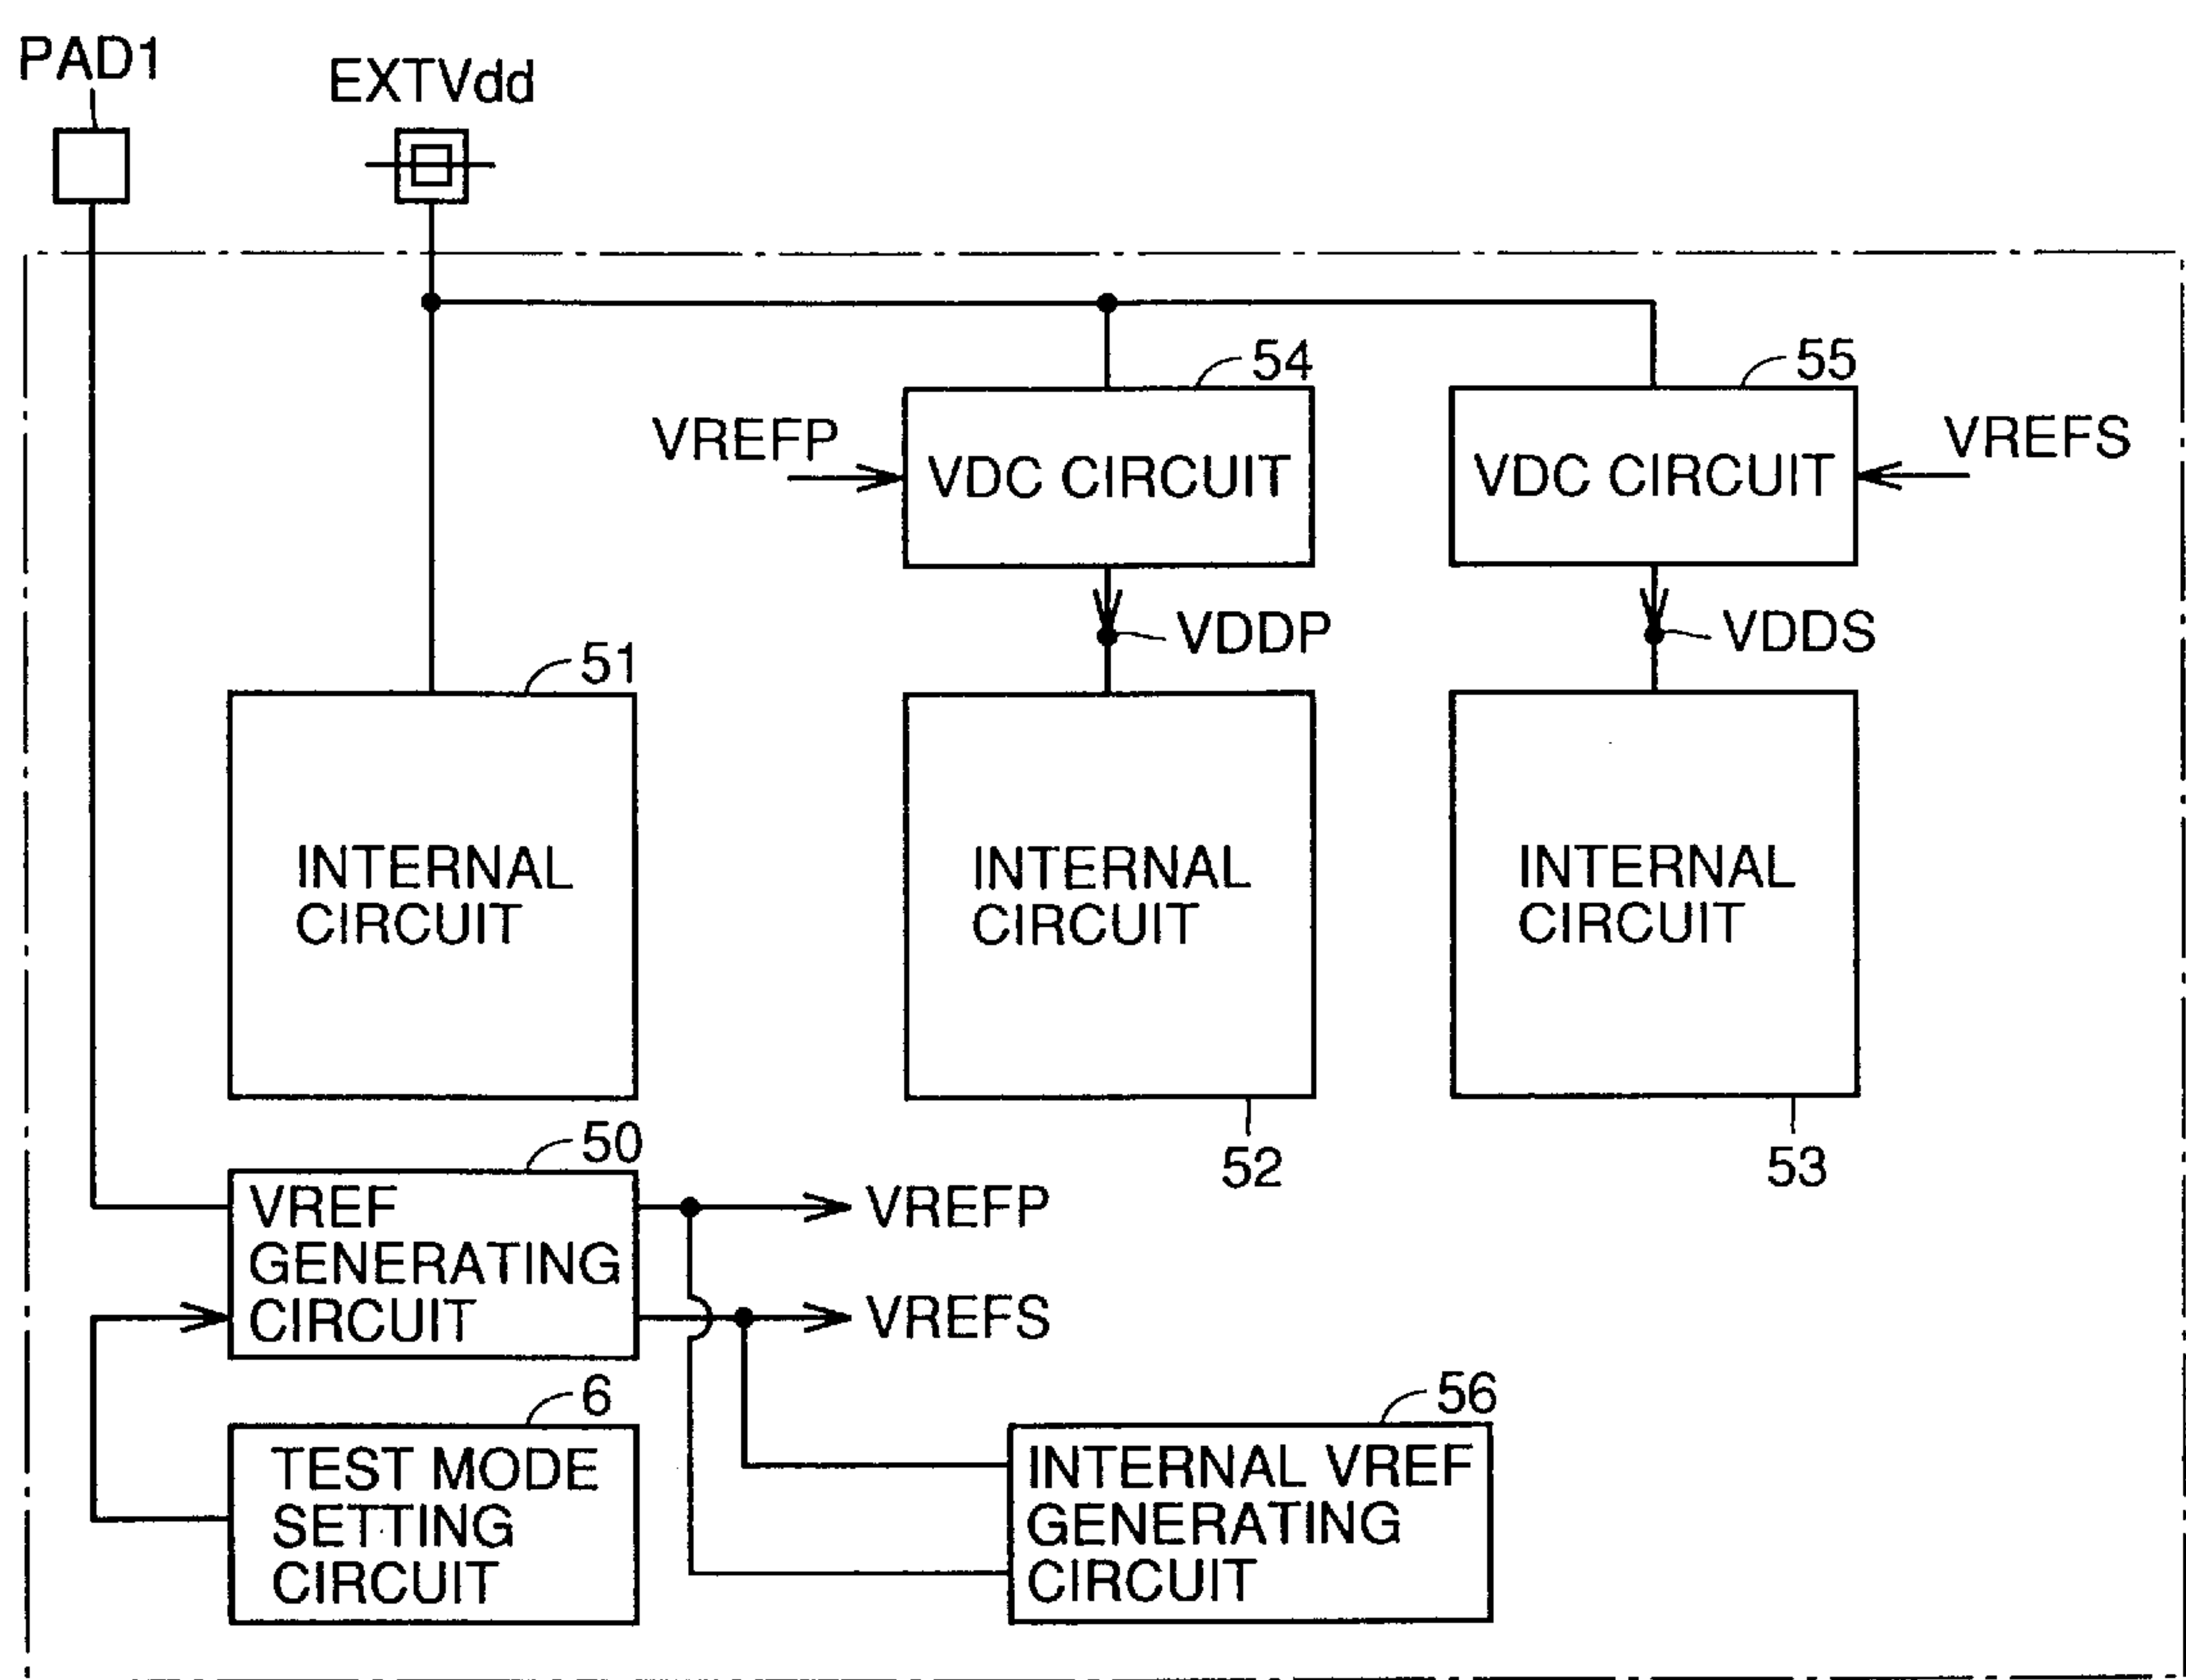 PAD1
EXTVdd
54
55
VREFP
VDC CIRCUIT
VDC CIRCUIT
VREFS
VDDP
VDDS
51
INTERNAL
CIRCUIT
INTERNAL
CIRCUIT
INTERNAL
CIRCUIT
52
53
50
VREF
GENERATING
CIRCUIT
VREFP
VREFS
6
TEST MODE
SETTING
CIRCUIT
56
INTERNAL VREF
GENERATING
CIRCUIT